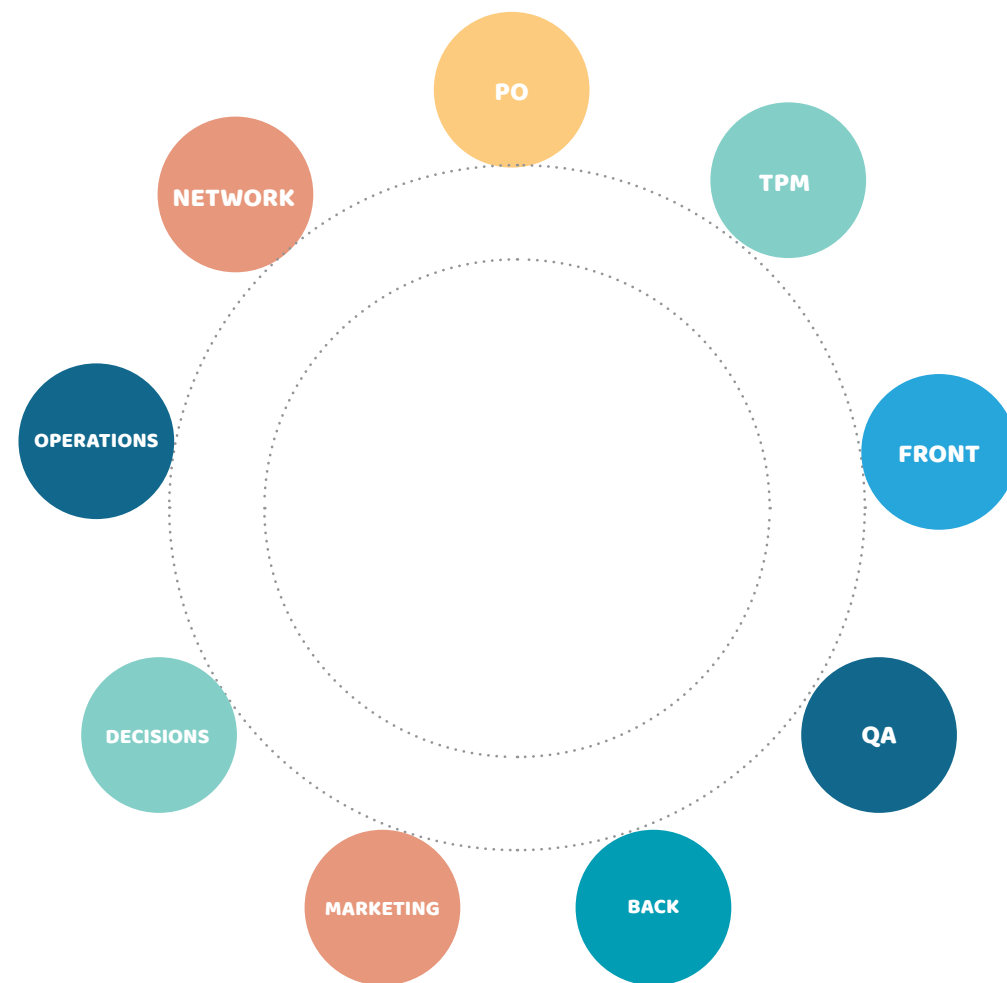 PO
TPM
NETWORK
OPERATIONS
FRONT
DECISIONS
QA
MARKETING
BACK